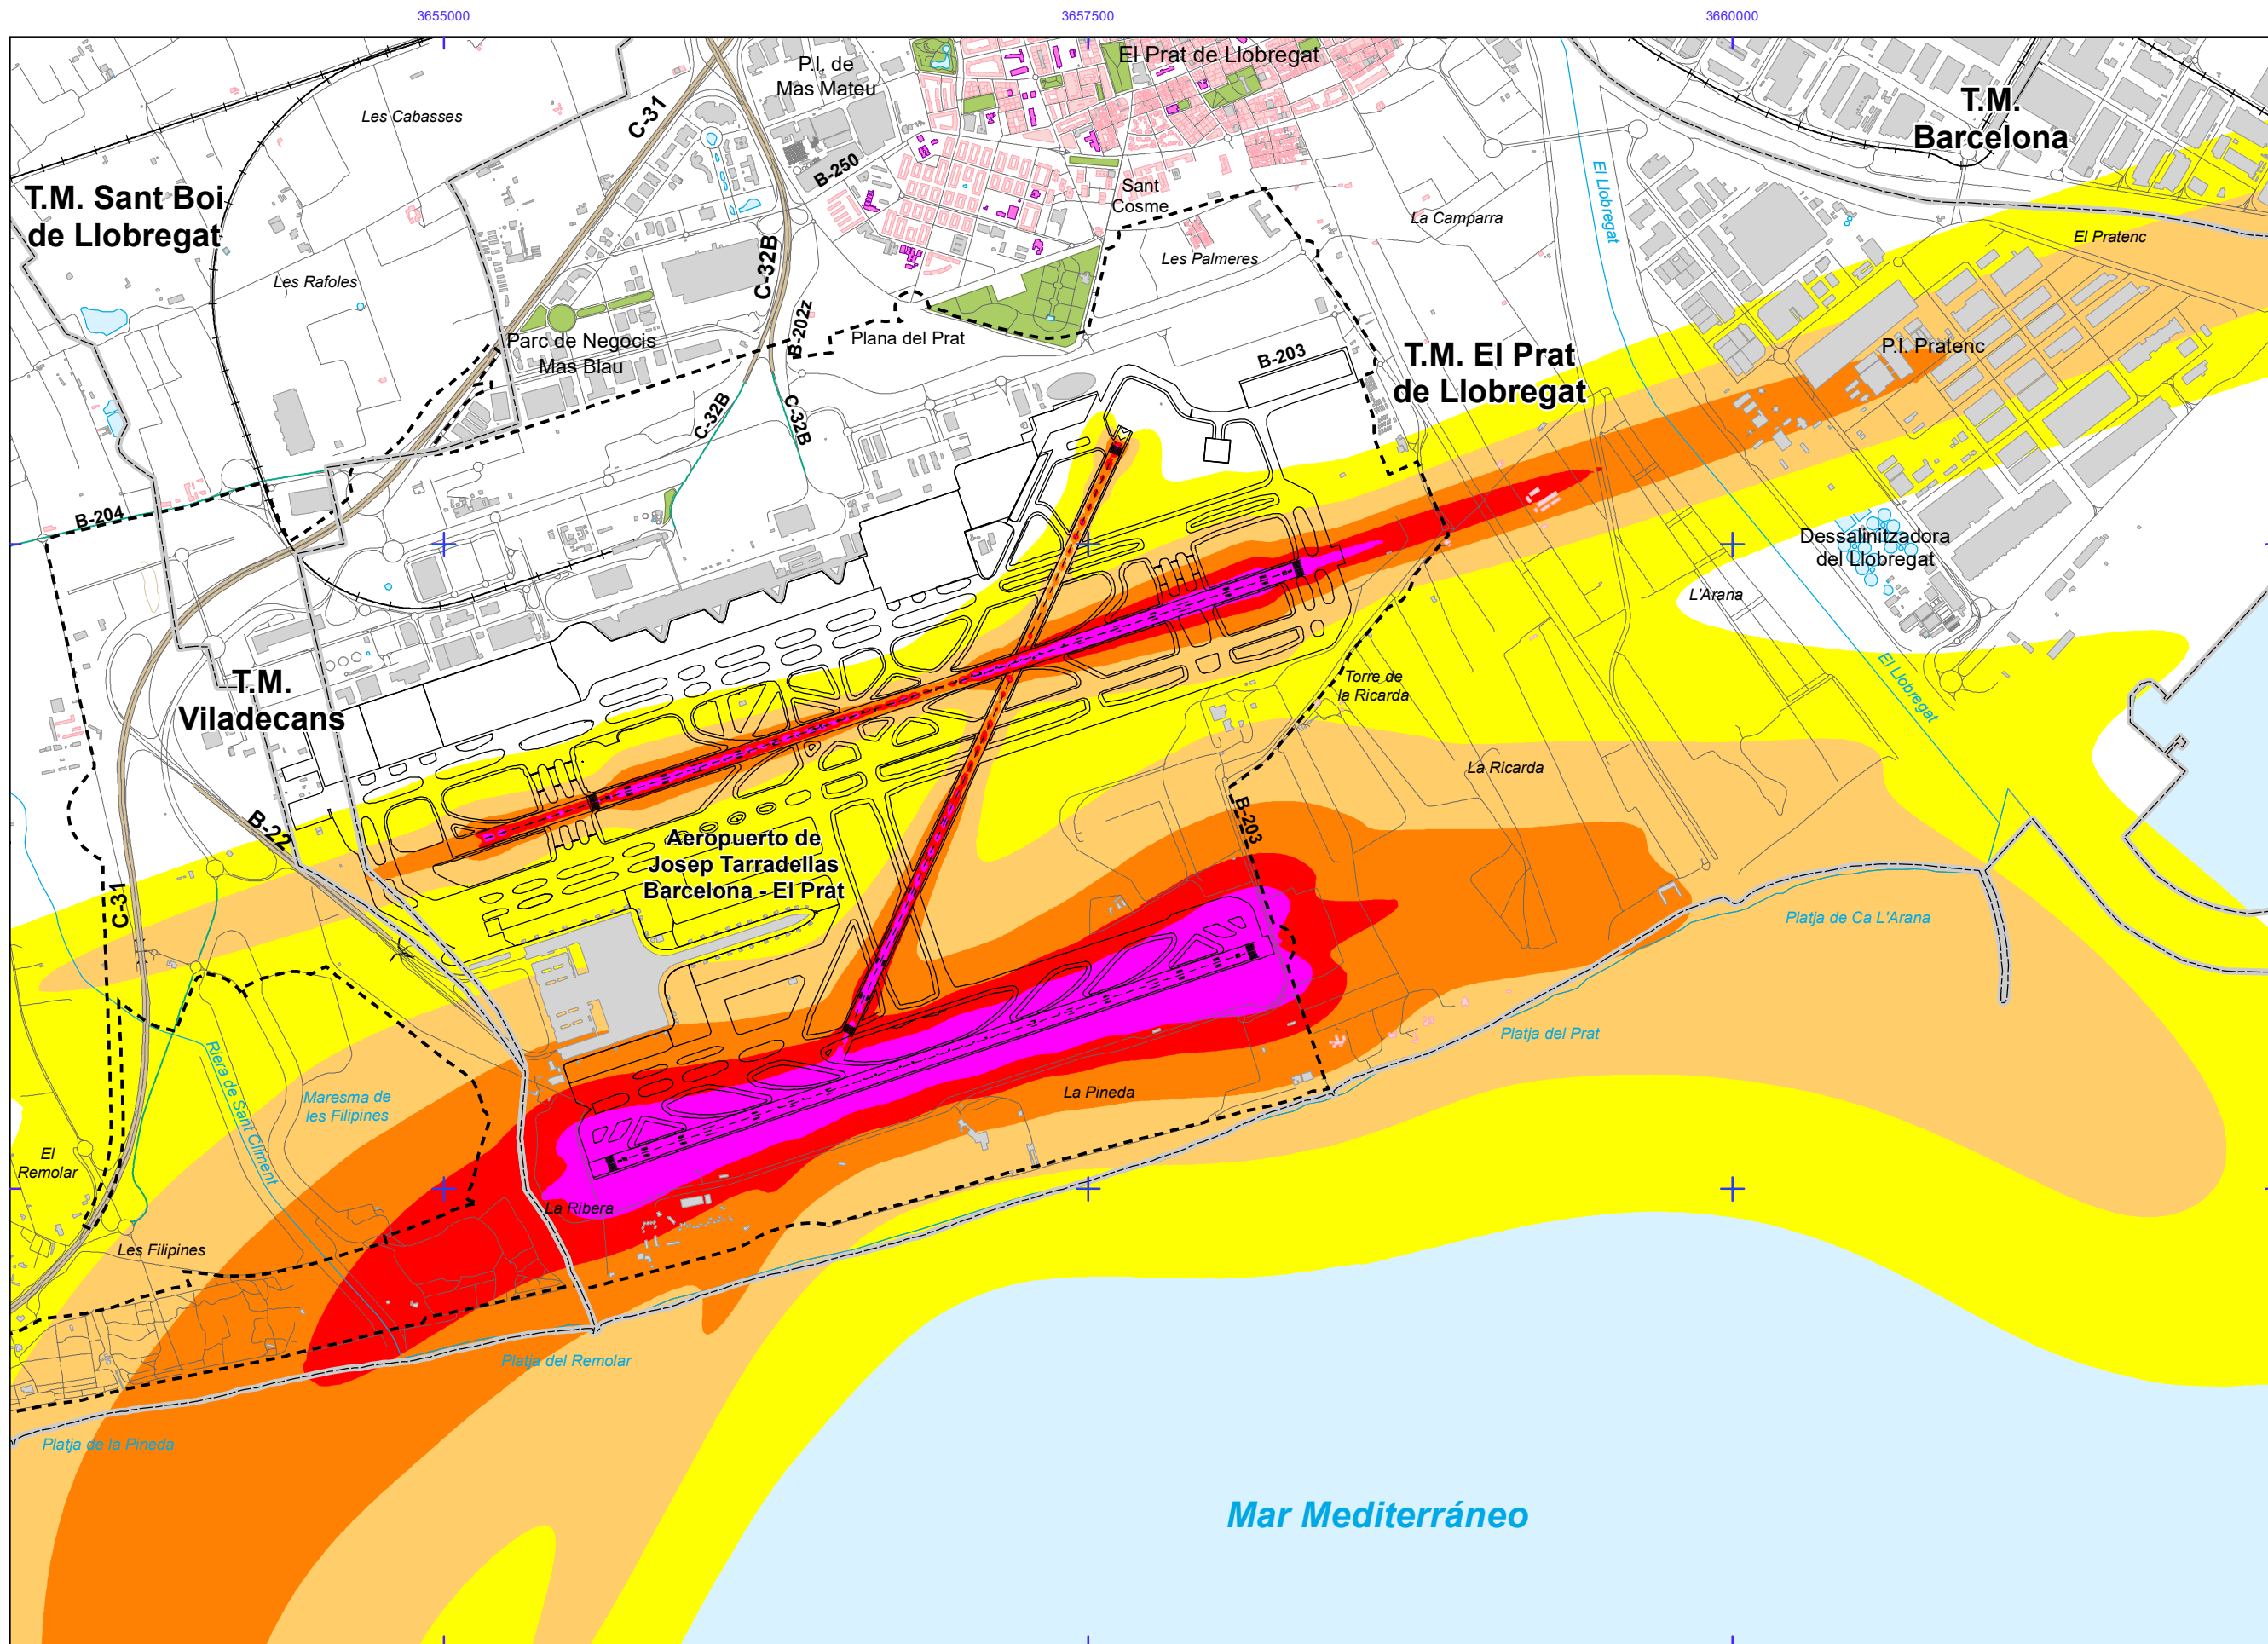 3655000
3657500
3660000
P.I. de
Mas Mateu
El Prat de Llobregat
Les Cabasses
C-31
T.M.
Barcelona
B-250
T.M. Sant Boi
de Llobregat
Sant
Cosme
El Llobregat
La Camparra
El Pratenc
Les Palmeres
Les Rafoles
C-32B
B-202z
Parc de Negocis
Mas Blau
Plana del Prat
B-203
T.M. El Prat
de Llobregat
P.I. Pratenc
C-32B
C-32B
B-204
Dessalinitzadora
del Llobregat
L'Arana
T.M.
Viladecans
Torre de
la Ricarda
El Llobregat
La Ricarda
B-22
B-203
Aeropuerto de
Josep Tarradellas
Barcelona - El Prat
C-31
Platja de Ca L'Arana
Platja del Prat
Riera de Sant Climent
Maresma de
les Filipines
La Pineda
El
Remolar
La Ribera
Les Filipines
Platja del Remolar
Platja de la Pineda
Mar Mediterráneo